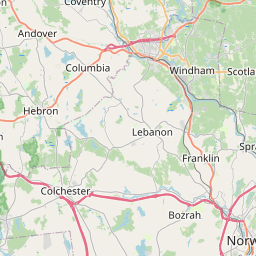 Coventry
Andover
Columbia
Windham
Scotla
Hebron
Lebanon
Franklin
Spra
Colchester
Bozrah
Norw